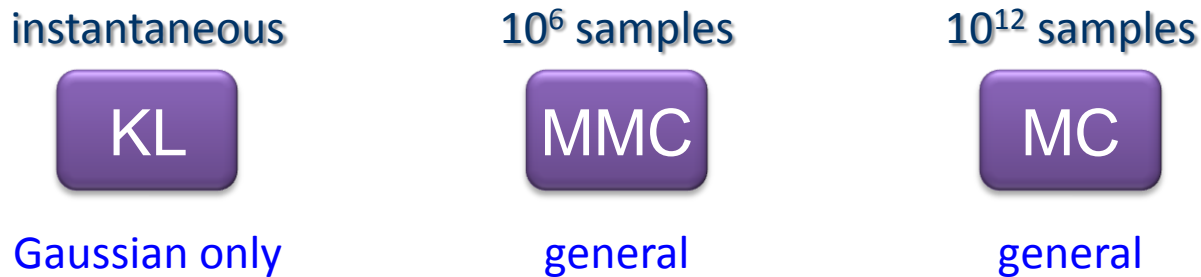 instantaneous 10⁶ samples 10¹² samples
KL MMC MC
Gaussian only general general